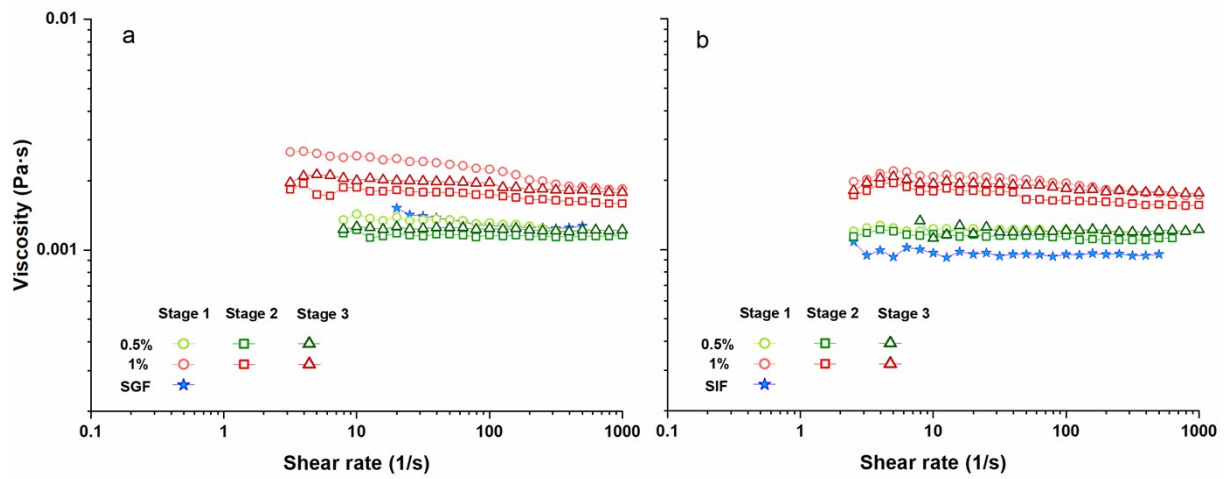 0.01
a
b
Viscosity (Pa·s)
0.001
Stage 1 Stage 2 Stage 3
0.5%
1%
SGF
Stage 1 Stage 2 Stage 3
0.5%
1%
SIF
0.1 1 10 100 1000
0.1 1 10 100 1000
Shear rate (1/s)
Shear rate (1/s)